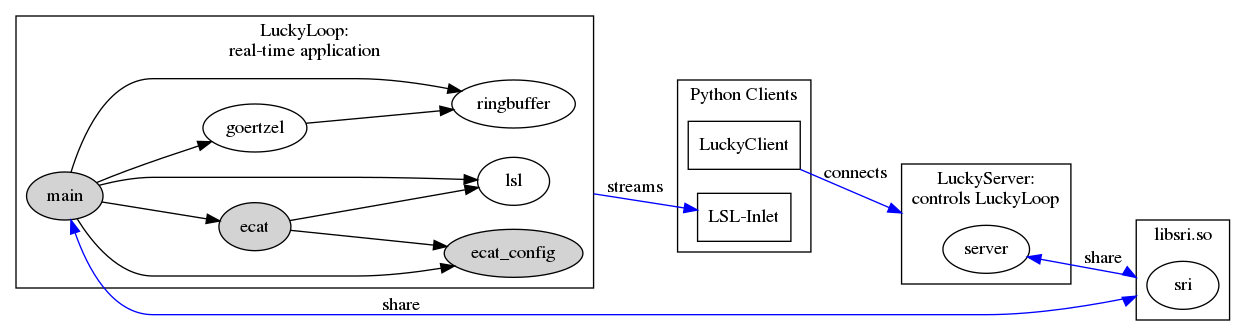 LuckyLoop:
real-time application
ringbuffer
goertzel
lsl
main
ecat
ecat_config
share
streams
Python Clients
LuckyClient
LSL-Inlet
connects
LuckyServer:
controls LuckyLoop
server
share
libsri.so
sri